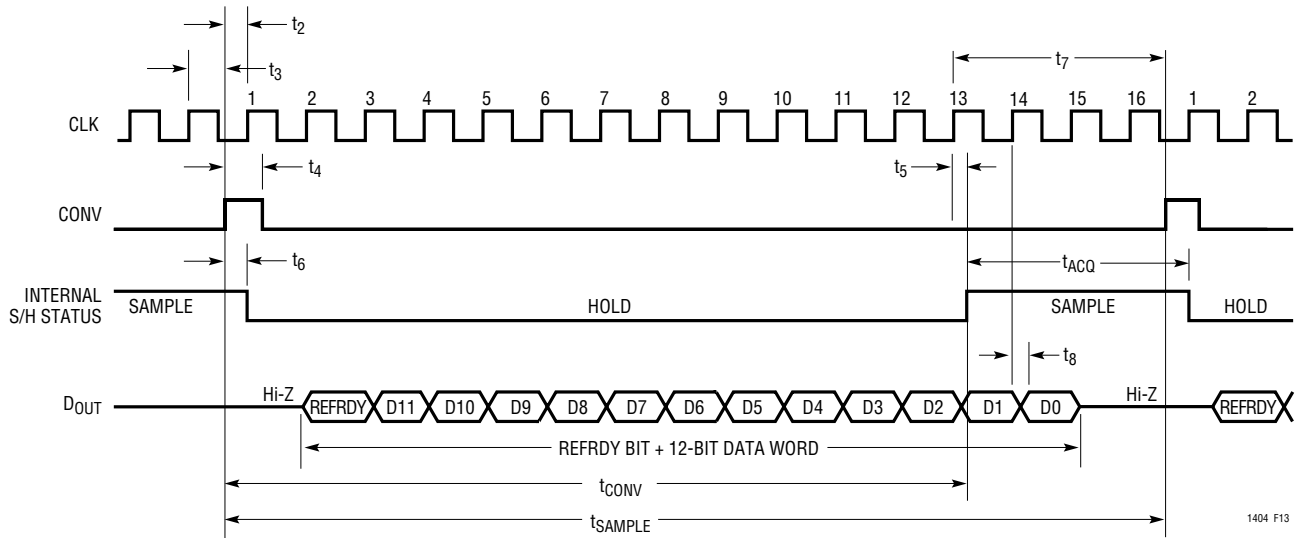 t2
t3
t7
1 2 3 4 5 6 7 8 9 10 11 12 13 14 15 16 1 2
CLK
t4
t5
CONV
t6
tACQ
INTERNAL
S/H STATUS
SAMPLE HOLD SAMPLE HOLD
t8
DOUT
Hi-Z REFRDY D11 D10 D9 D8 D7 D6 D5 D4 D3 D2 D1 D0 Hi-Z REFRDY
REFRDY BIT + 12-BIT DATA WORD
tCONV
tSAMPLE
1404 F13